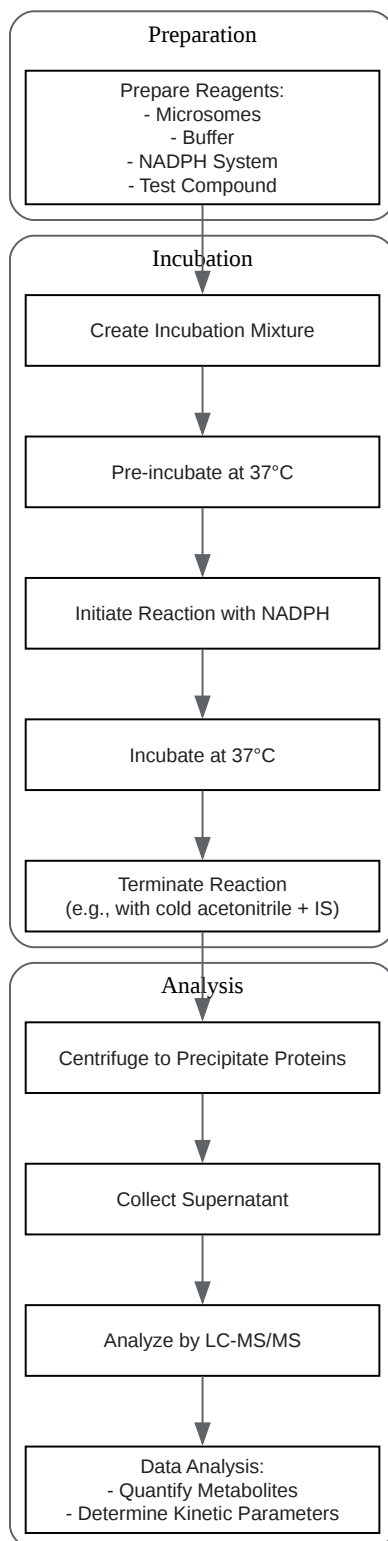 Preparation
Prepare Reagents:
- Microsomes
- Buffer
- NADPH System
- Test Compound
Incubation
Create Incubation Mixture
Pre-incubate at 37°C
Initiate Reaction with NADPH
Incubate at 37°C
Terminate Reaction
(e.g., with cold acetonitrile + IS)
Analysis
Centrifuge to Precipitate Proteins
Collect Supernatant
Analyze by LC-MS/MS
Data Analysis:
- Quantify Metabolites
- Determine Kinetic Parameters